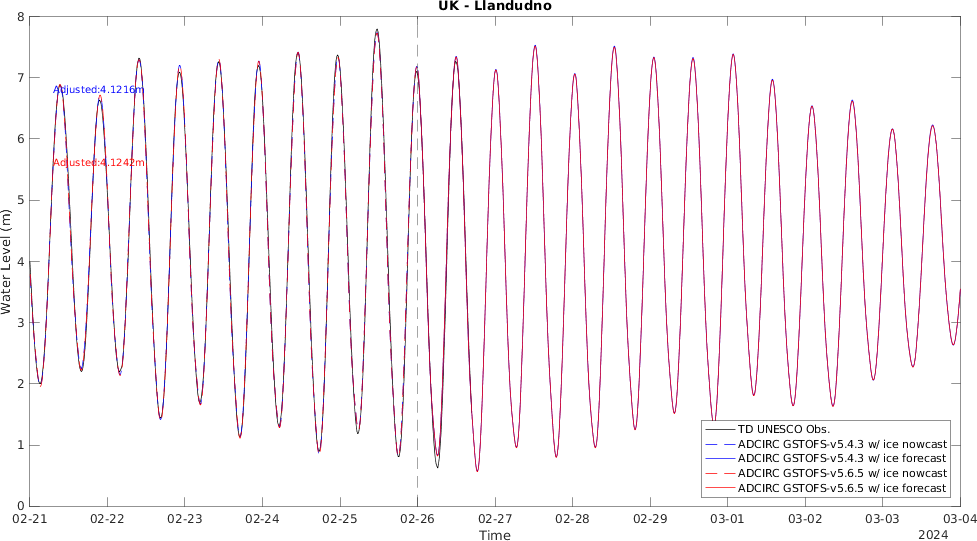 UK - Llandudno
8
7
6
5
4
3
2
1
0
Water Level (m)
Adjusted:4.1216m
Adjusted:4.1242m
TD UNESCO Obs.
ADCIRC GSTOFS-v5.4.3 w/ ice nowcast
ADCIRC GSTOFS-v5.4.3 w/ ice forecast
ADCIRC GSTOFS-v5.6.5 w/ ice nowcast
ADCIRC GSTOFS-v5.6.5 w/ ice forecast
02-21 02-22 02-23 02-24 02-25 02-26 02-27 02-28 02-29 03-01 03-02 03-03 03-04
Time
2024